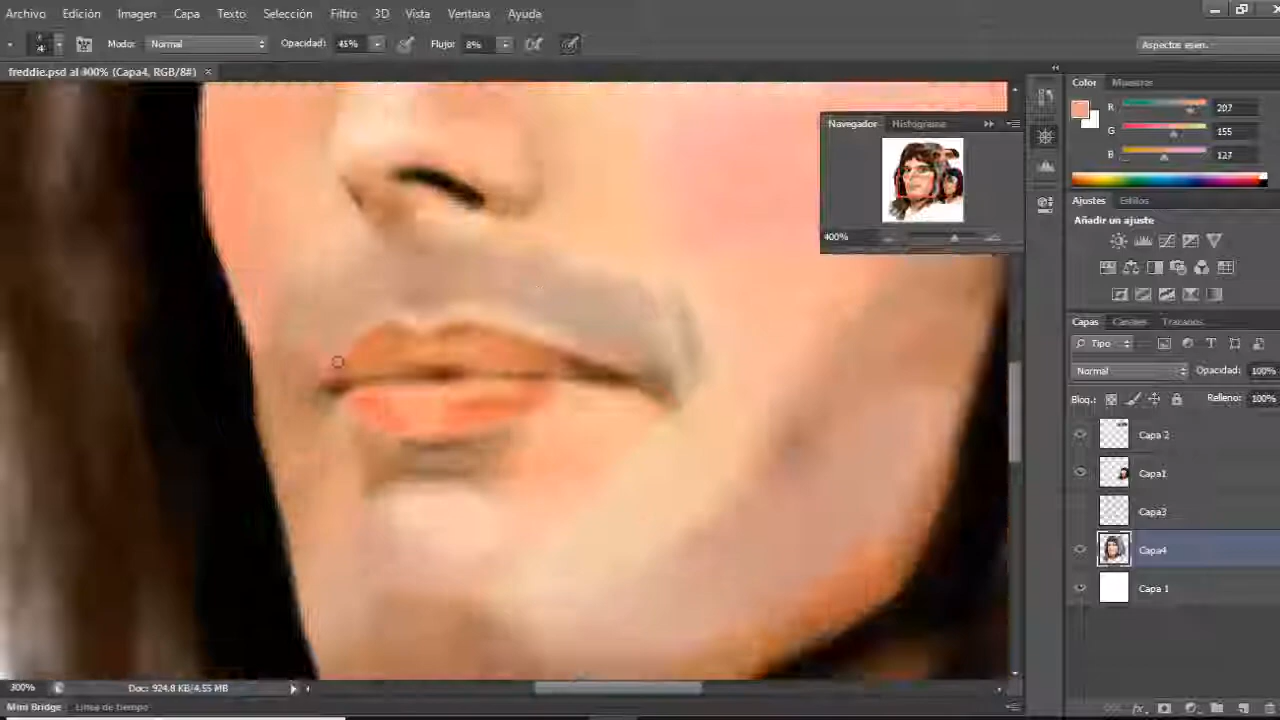 Archivo Edición Imagen Capa Texto Selección Filtro 3D Vista Ventana Ayuda
4 Modo: Normal Opacidad: 45% Flujo: 8% Aspectos esen.
freddie.psd al 300% (Capa4, RGB/8#) ×
Color Muestras
R 207
G 155
B 127
Navegador Histograma
400%
Ajustes Estilos
Añadir un ajuste
Capas Canales Trazados
Tipo
Normal Opacidad: 100%
Bloq.: Relleno: 100%
Capa 2
Capa1
Capa3
Capa4
Capa 1
300% Doc: 924,8 KB/4,55 MB
Mini Bridge Línea de tiempo